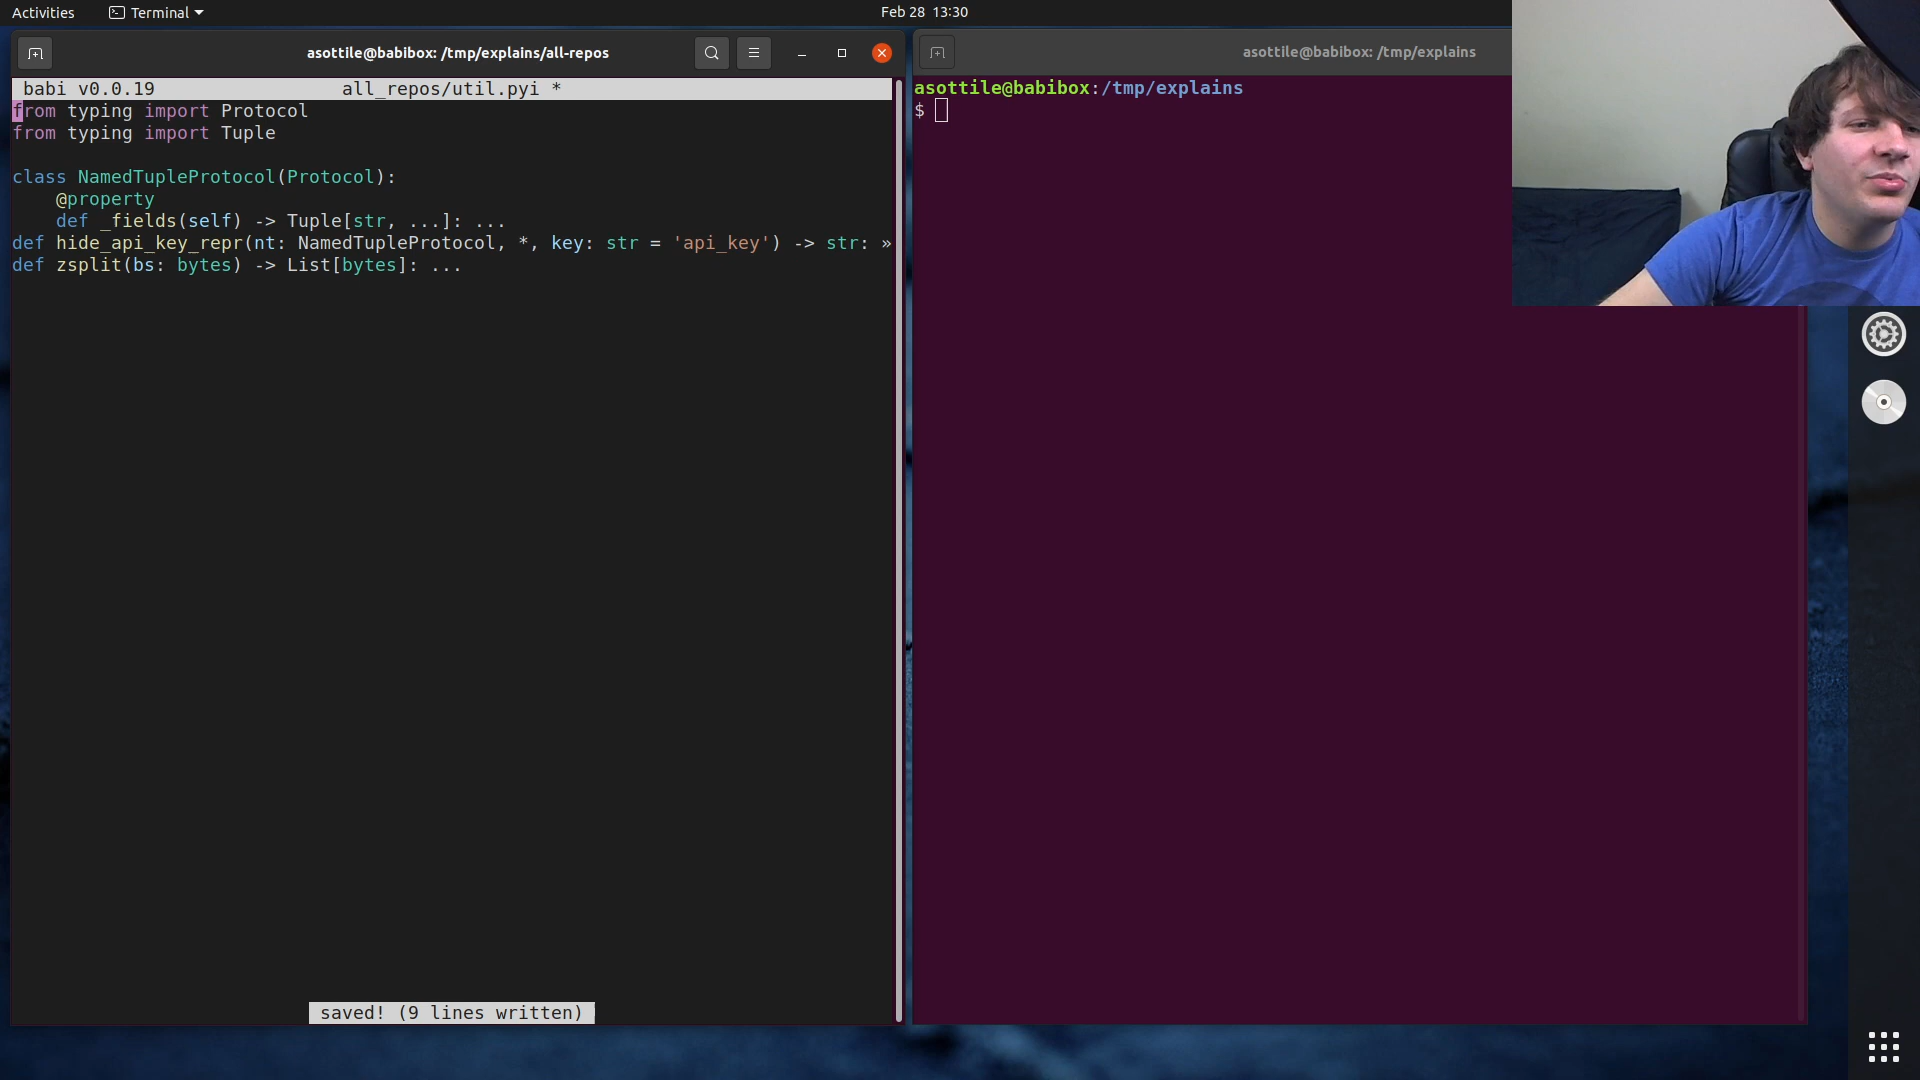 Activities
Terminal
Feb 28 13:30
asottile@babibox: /tmp/explains/all-repos
babi v0.0.19 all_repos/util.pyi *
from typing import Protocol
from typing import Tuple
class NamedTupleProtocol(Protocol):
@property
def _fields(self) -> Tuple[str, ...]: ...
def hide_api_key_repr(nt: NamedTupleProtocol, *, key: str = 'api_key') -> str: »
def zsplit(bs: bytes) -> List[bytes]: ...
saved! (9 lines written)
asottile@babibox: /tmp/explains
asottile@babibox:/tmp/explains
$